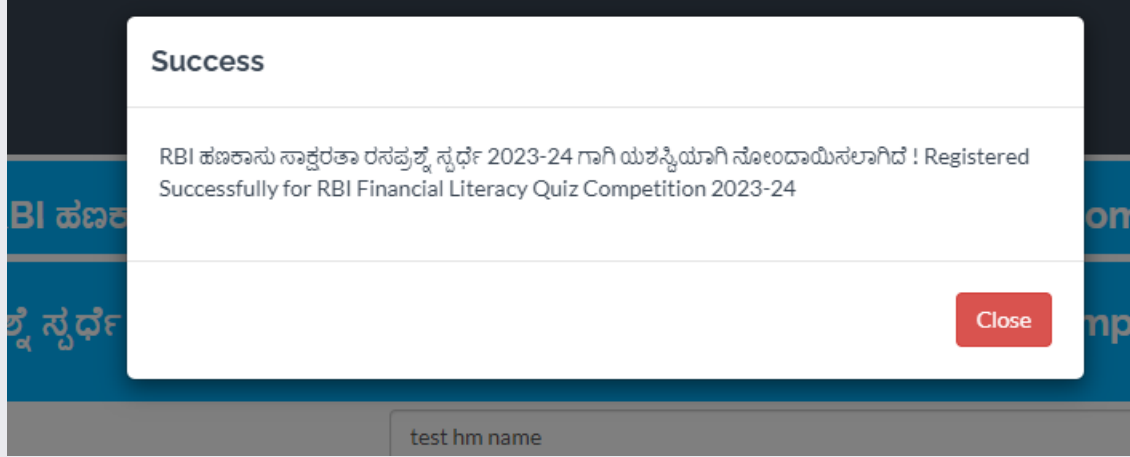 Success
RBI ಹಣಕಾಸು ಸಾಕ್ಷರತಾ ರಸಪ್ರಶ್ನೆ ಸ್ಪರ್ಧೆ 2023-24 ಗಾಗಿ ಯಶಸ್ವಿಯಾಗಿ ನೋಂದಾಯಿಸಲಾಗಿದೆ ! Registered
Successfully for RBI Financial Literacy Quiz Competition 2023-24
ಸ್ಪರ್ಧೆ
Close
test hm name